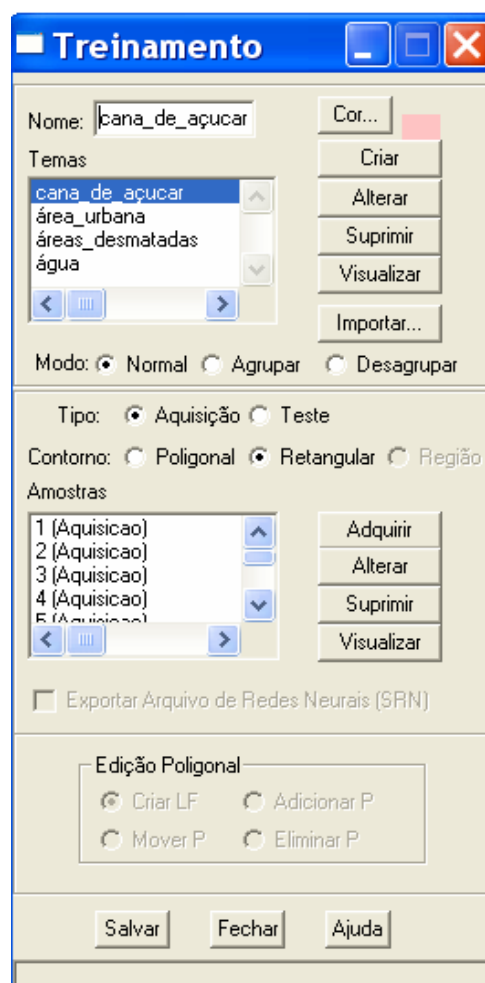 Treinamento
Nome: cana_de_açucar Cor...
Temas Criar
cana_de_açucar Alterar
área_urbana
áreas_desmatadas Suprimir
água Visualizar
Importar...
Modo: Normal Agrupar Desagrupar
Tipo: Aquisição Teste
Contorno: Poligonal Retangular Região
Amostras
1 (Aquisicao) Adquirir
2 (Aquisicao)
3 (Aquisicao) Alterar
4 (Aquisicao) Suprimir
5 (Aquisicao)
Visualizar
Exportar Arquivo de Redes Neurais (SRN)
Edição Poligonal
Criar LF Adicionar P
Mover P Eliminar P
Salvar Fechar Ajuda